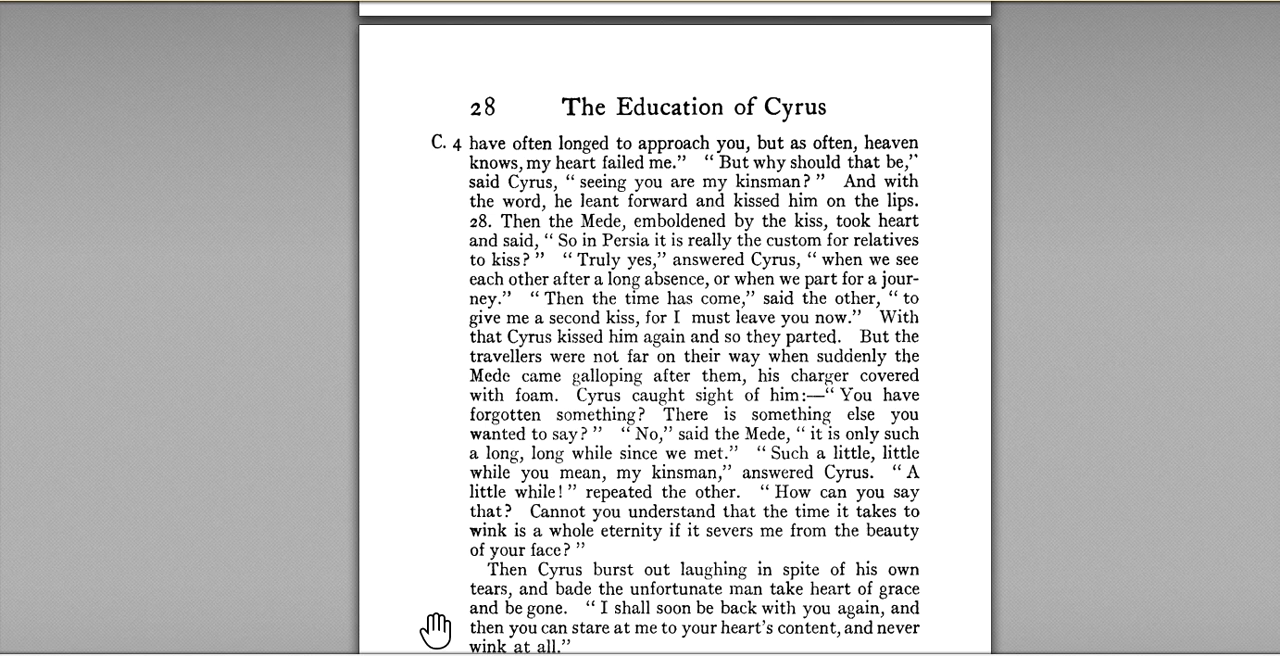 28 The Education of Cyrus
C. 4 have often longed to approach you, but as often, heaven
knows, my heart failed me.” “ But why should that be,”
said Cyrus, “ seeing you are my kinsman? ” And with
the word, he leant forward and kissed him on the lips.
28. Then the Mede, emboldened by the kiss, took heart
and said, “ So in Persia it is really the custom for relatives
to kiss? ” “ Truly yes,” answered Cyrus, “ when we see
each other after a long absence, or when we part for a jour-
ney.” “ Then the time has come,” said the other, “ to
give me a second kiss, for I must leave you now.” With
that Cyrus kissed him again and so they parted. But the
travellers were not far on their way when suddenly the
Mede came galloping after them, his charger covered
with foam. Cyrus caught sight of him:—“ You have
forgotten something? There is something else you
wanted to say? ” “ No,” said the Mede, “ it is only such
a long, long while since we met.” “ Such a little, little
while you mean, my kinsman,” answered Cyrus. “ A
little while! ” repeated the other. “ How can you say
that? Cannot you understand that the time it takes to
wink is a whole eternity if it severs me from the beauty
of your face? ”
Then Cyrus burst out laughing in spite of his own
tears, and bade the unfortunate man take heart of grace
and be gone. “ I shall soon be back with you again, and
then you can stare at me to your heart’s content, and never
wink at all.”